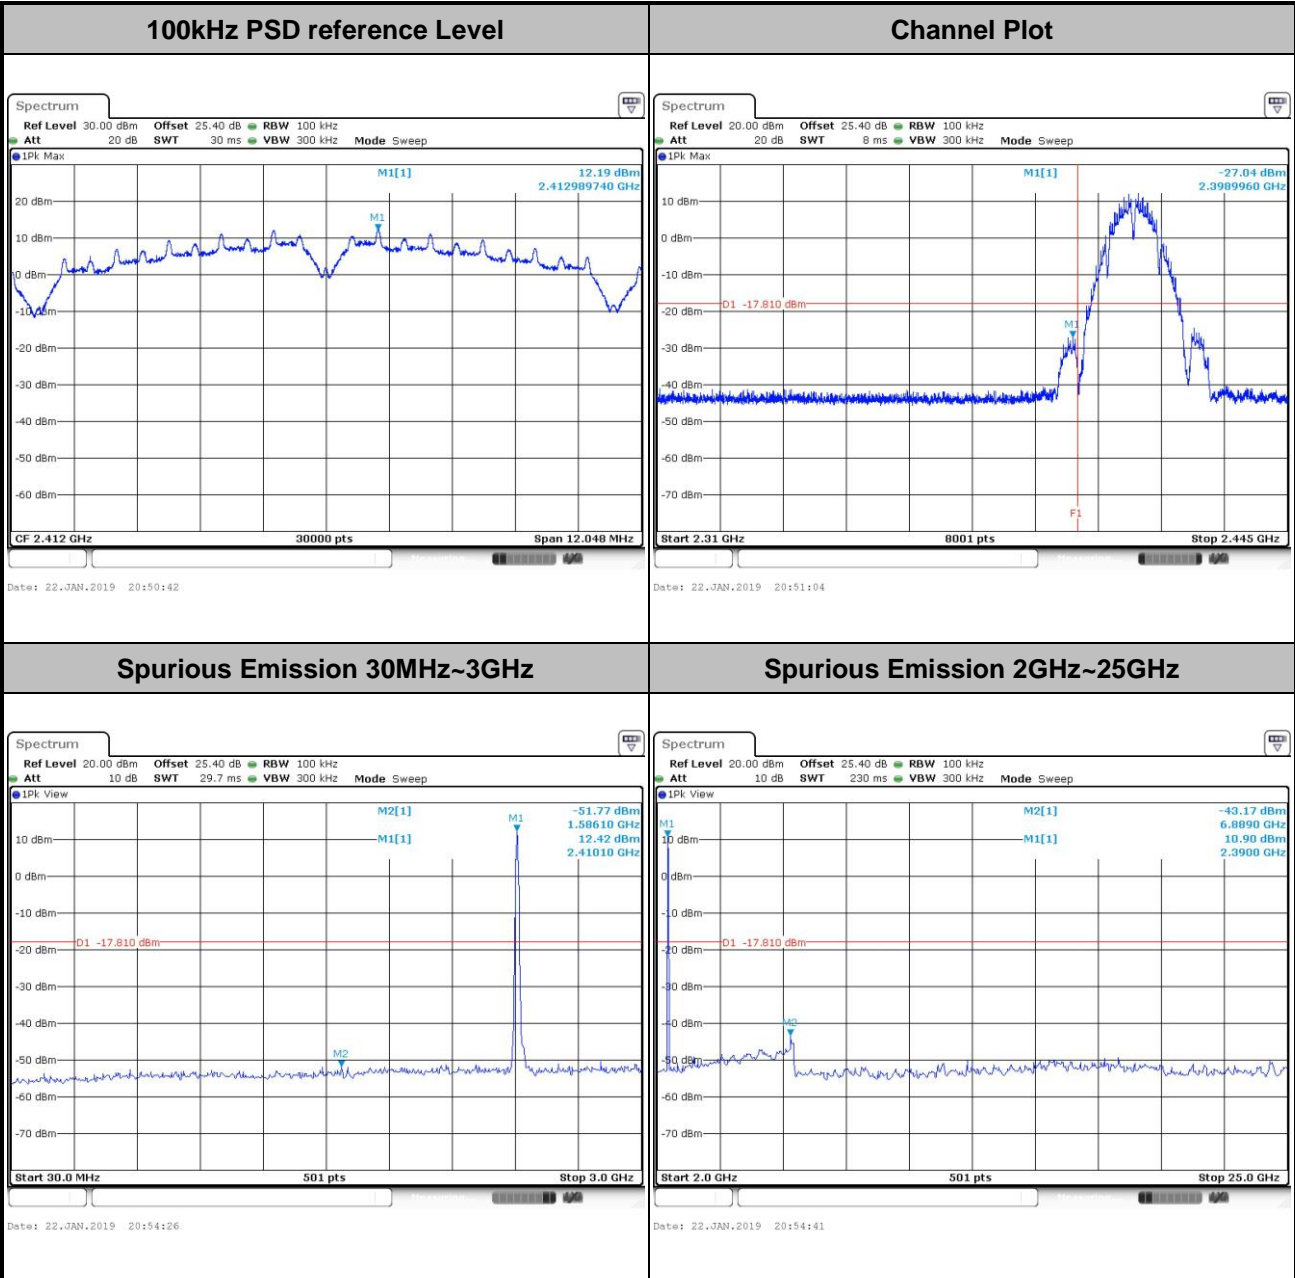 100kHz PSD reference Level
Channel Plot
Spectrum
Ref Level 30.00 dBm Offset 25.40 dB RBW 100 kHz
Att 20 dB SWT 30 ms VBW 300 kHz Mode Sweep
1Pk Max
M1[1] 12.19 dBm
2.412989740 GHz
M1
20 dBm
10 dBm
0 dBm
-10 dBm
-20 dBm
-30 dBm
-40 dBm
-50 dBm
-60 dBm
CF 2.412 GHz 30000 pts Span 12.048 MHz
Date: 22.JAN.2019 20:50:42
Spectrum
Ref Level 20.00 dBm Offset 25.40 dB RBW 100 kHz
Att 20 dB SWT 8 ms VBW 300 kHz Mode Sweep
1Pk Max
M1[1] -27.04 dBm
2.3989960 GHz
10 dBm
0 dBm
-10 dBm
D1 -17.810 dBm
-20 dBm
M1
-30 dBm
-40 dBm
-50 dBm
-60 dBm
-70 dBm
F1
Start 2.31 GHz 8001 pts Stop 2.445 GHz
Date: 22.JAN.2019 20:51:04
Spurious Emission 30MHz~3GHz
Spurious Emission 2GHz~25GHz
Spectrum
Ref Level 20.00 dBm Offset 25.40 dB RBW 100 kHz
Att 10 dB SWT 29.7 ms VBW 300 kHz Mode Sweep
1Pk View
M2[1] -51.77 dBm
1.58610 GHz
M1
M1[1] 12.42 dBm
2.41010 GHz
10 dBm
0 dBm
-10 dBm
D1 -17.810 dBm
-20 dBm
-30 dBm
-40 dBm
-50 dBm
M2
-60 dBm
-70 dBm
Start 30.0 MHz 501 pts Stop 3.0 GHz
Date: 22.JAN.2019 20:54:26
Spectrum
Ref Level 20.00 dBm Offset 25.40 dB RBW 100 kHz
Att 10 dB SWT 230 ms VBW 300 kHz Mode Sweep
1Pk View
M2[1] -43.17 dBm
6.8890 GHz
M1
M1[1] 10.90 dBm
2.3900 GHz
10 dBm
0 dBm
-10 dBm
D1 -17.810 dBm
-20 dBm
-30 dBm
-40 dBm
M2
-50 dBm
-60 dBm
-70 dBm
Start 2.0 GHz 501 pts Stop 25.0 GHz
Date: 22.JAN.2019 20:54:41